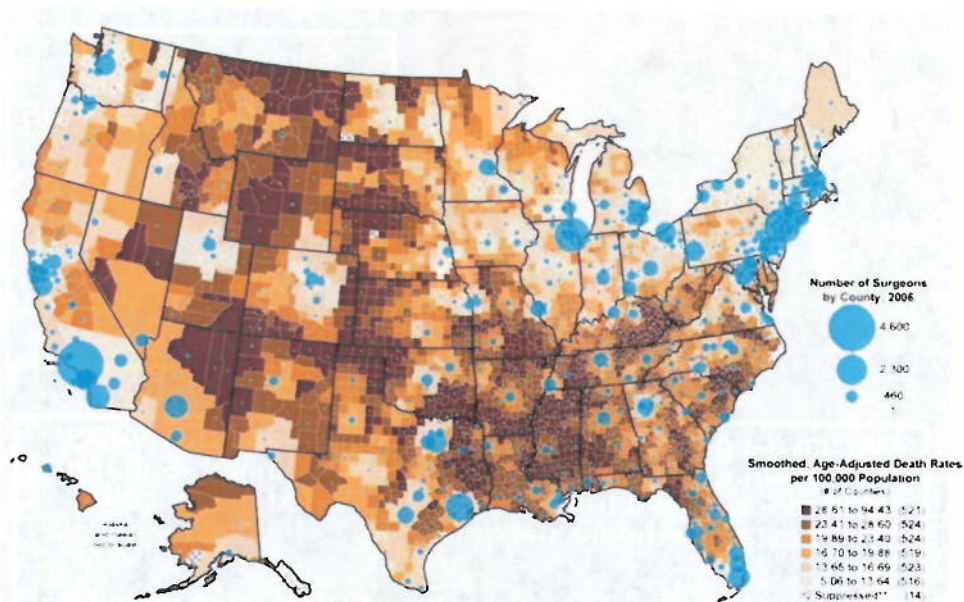 Number of Surgeons
by County, 2006
4,600
2,300
460
1
Smoothed, Age-Adjusted Death Rates
per 100,000 Population
(# of Counties)
28.61 to 94.43 (521)
23.41 to 28.60 (524)
19.89 to 23.40 (524)
16.70 to 19.88 (519)
13.65 to 16.69 (523)
5.06 to 13.64 (516)
Suppressed** (14)